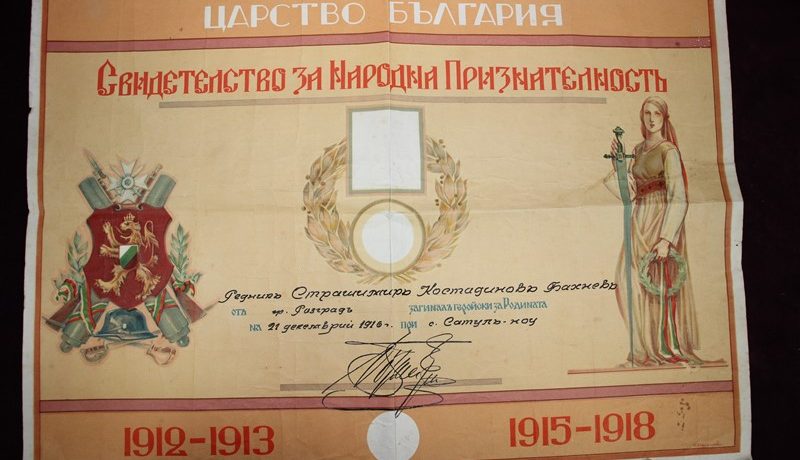 ЦАРСТВО БЪЛГАРИЯ
СВИДЕТЕЛСТВО ЗА НАРОДНА ПРИЗНАТЕЛНОСТЬ
Редникъ Страшимиръ Костадиновъ Бахневъ
отъ гр. Разградъ загиналъ геройски за Родината
на 21 декемврий 1916 г. при с. Сатулъ-ноу
1912-1913
1915-1918